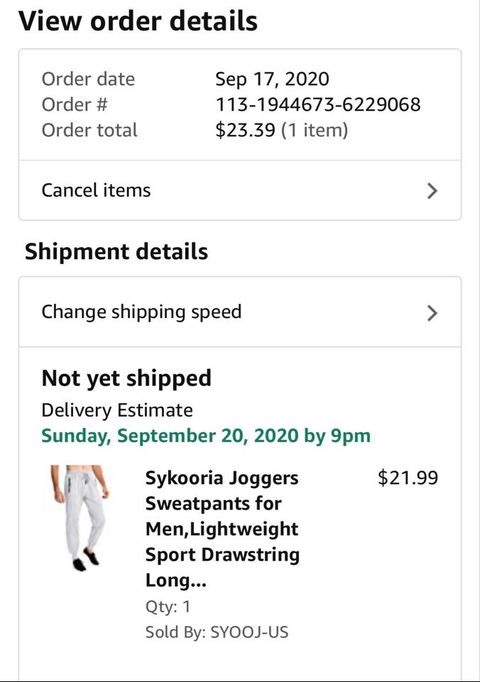 View order details
Order date Sep 17, 2020
Order # 113-1944673-6229068
Order total $23.39 (1 item)
Cancel items
Shipment details
Change shipping speed
Not yet shipped
Delivery Estimate
Sunday, September 20, 2020 by 9pm
Sykooria Joggers $21.99
Sweatpants for
Men,Lightweight
Sport Drawstring
Long...
Qty: 1
Sold By: SYOOJ-US